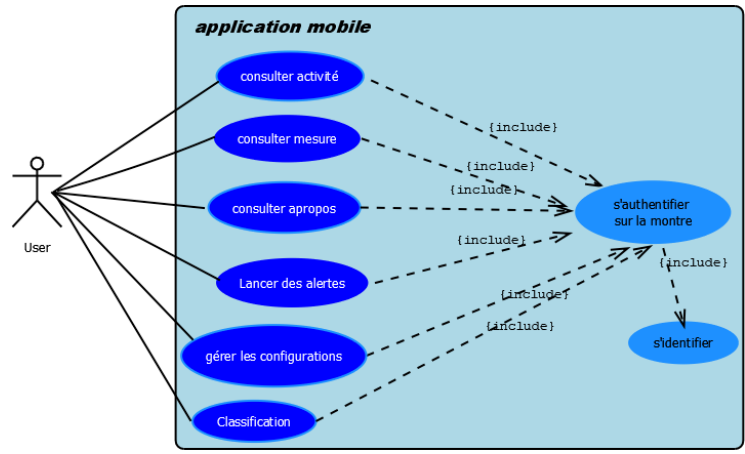 application mobile
consulter activité
{include}
consulter mesure
{include}
consulter apropos
{include}
s'authentifier
sur la montre
User
{include}
Lancer des alertes
{include}
{include}
gérer les configurations
{include}
s'identifier
Classification